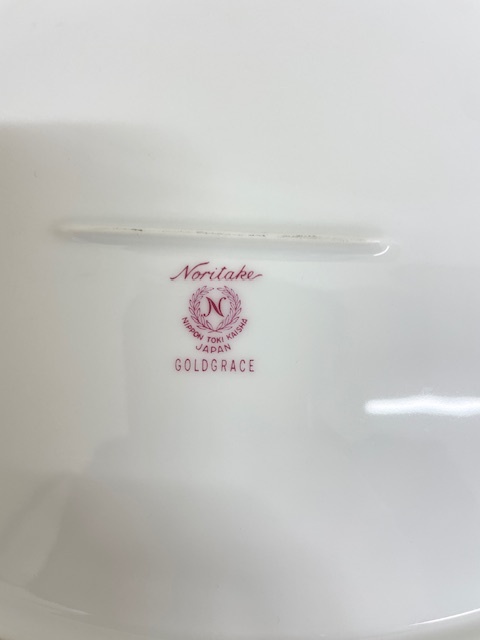 Noritake
N
NIPPON TOKI KAISHA
JAPAN
GOLDGRACE